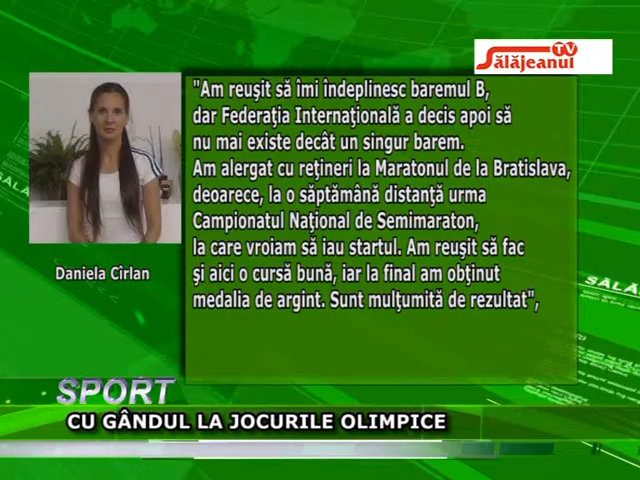 Sălăjeanul TV
"Am reuşit să îmi îndeplinesc baremul B,
dar Federaţia Internaţională a decis apoi să
nu mai existe decât un singur barem.
Am alergat cu reţineri la Maratonul de la Bratislava,
deoarece, la o săptămână distanţă urma
Campionatul Naţional de Semimaraton,
la care vroiam să iau startul. Am reuşit să fac
şi aici o cursă bună, iar la final am obţinut
medalia de argint. Sunt mulţumită de rezultat",
Daniela Cîrlan
SPORT
CU GÂNDUL LA JOCURILE OLIMPICE